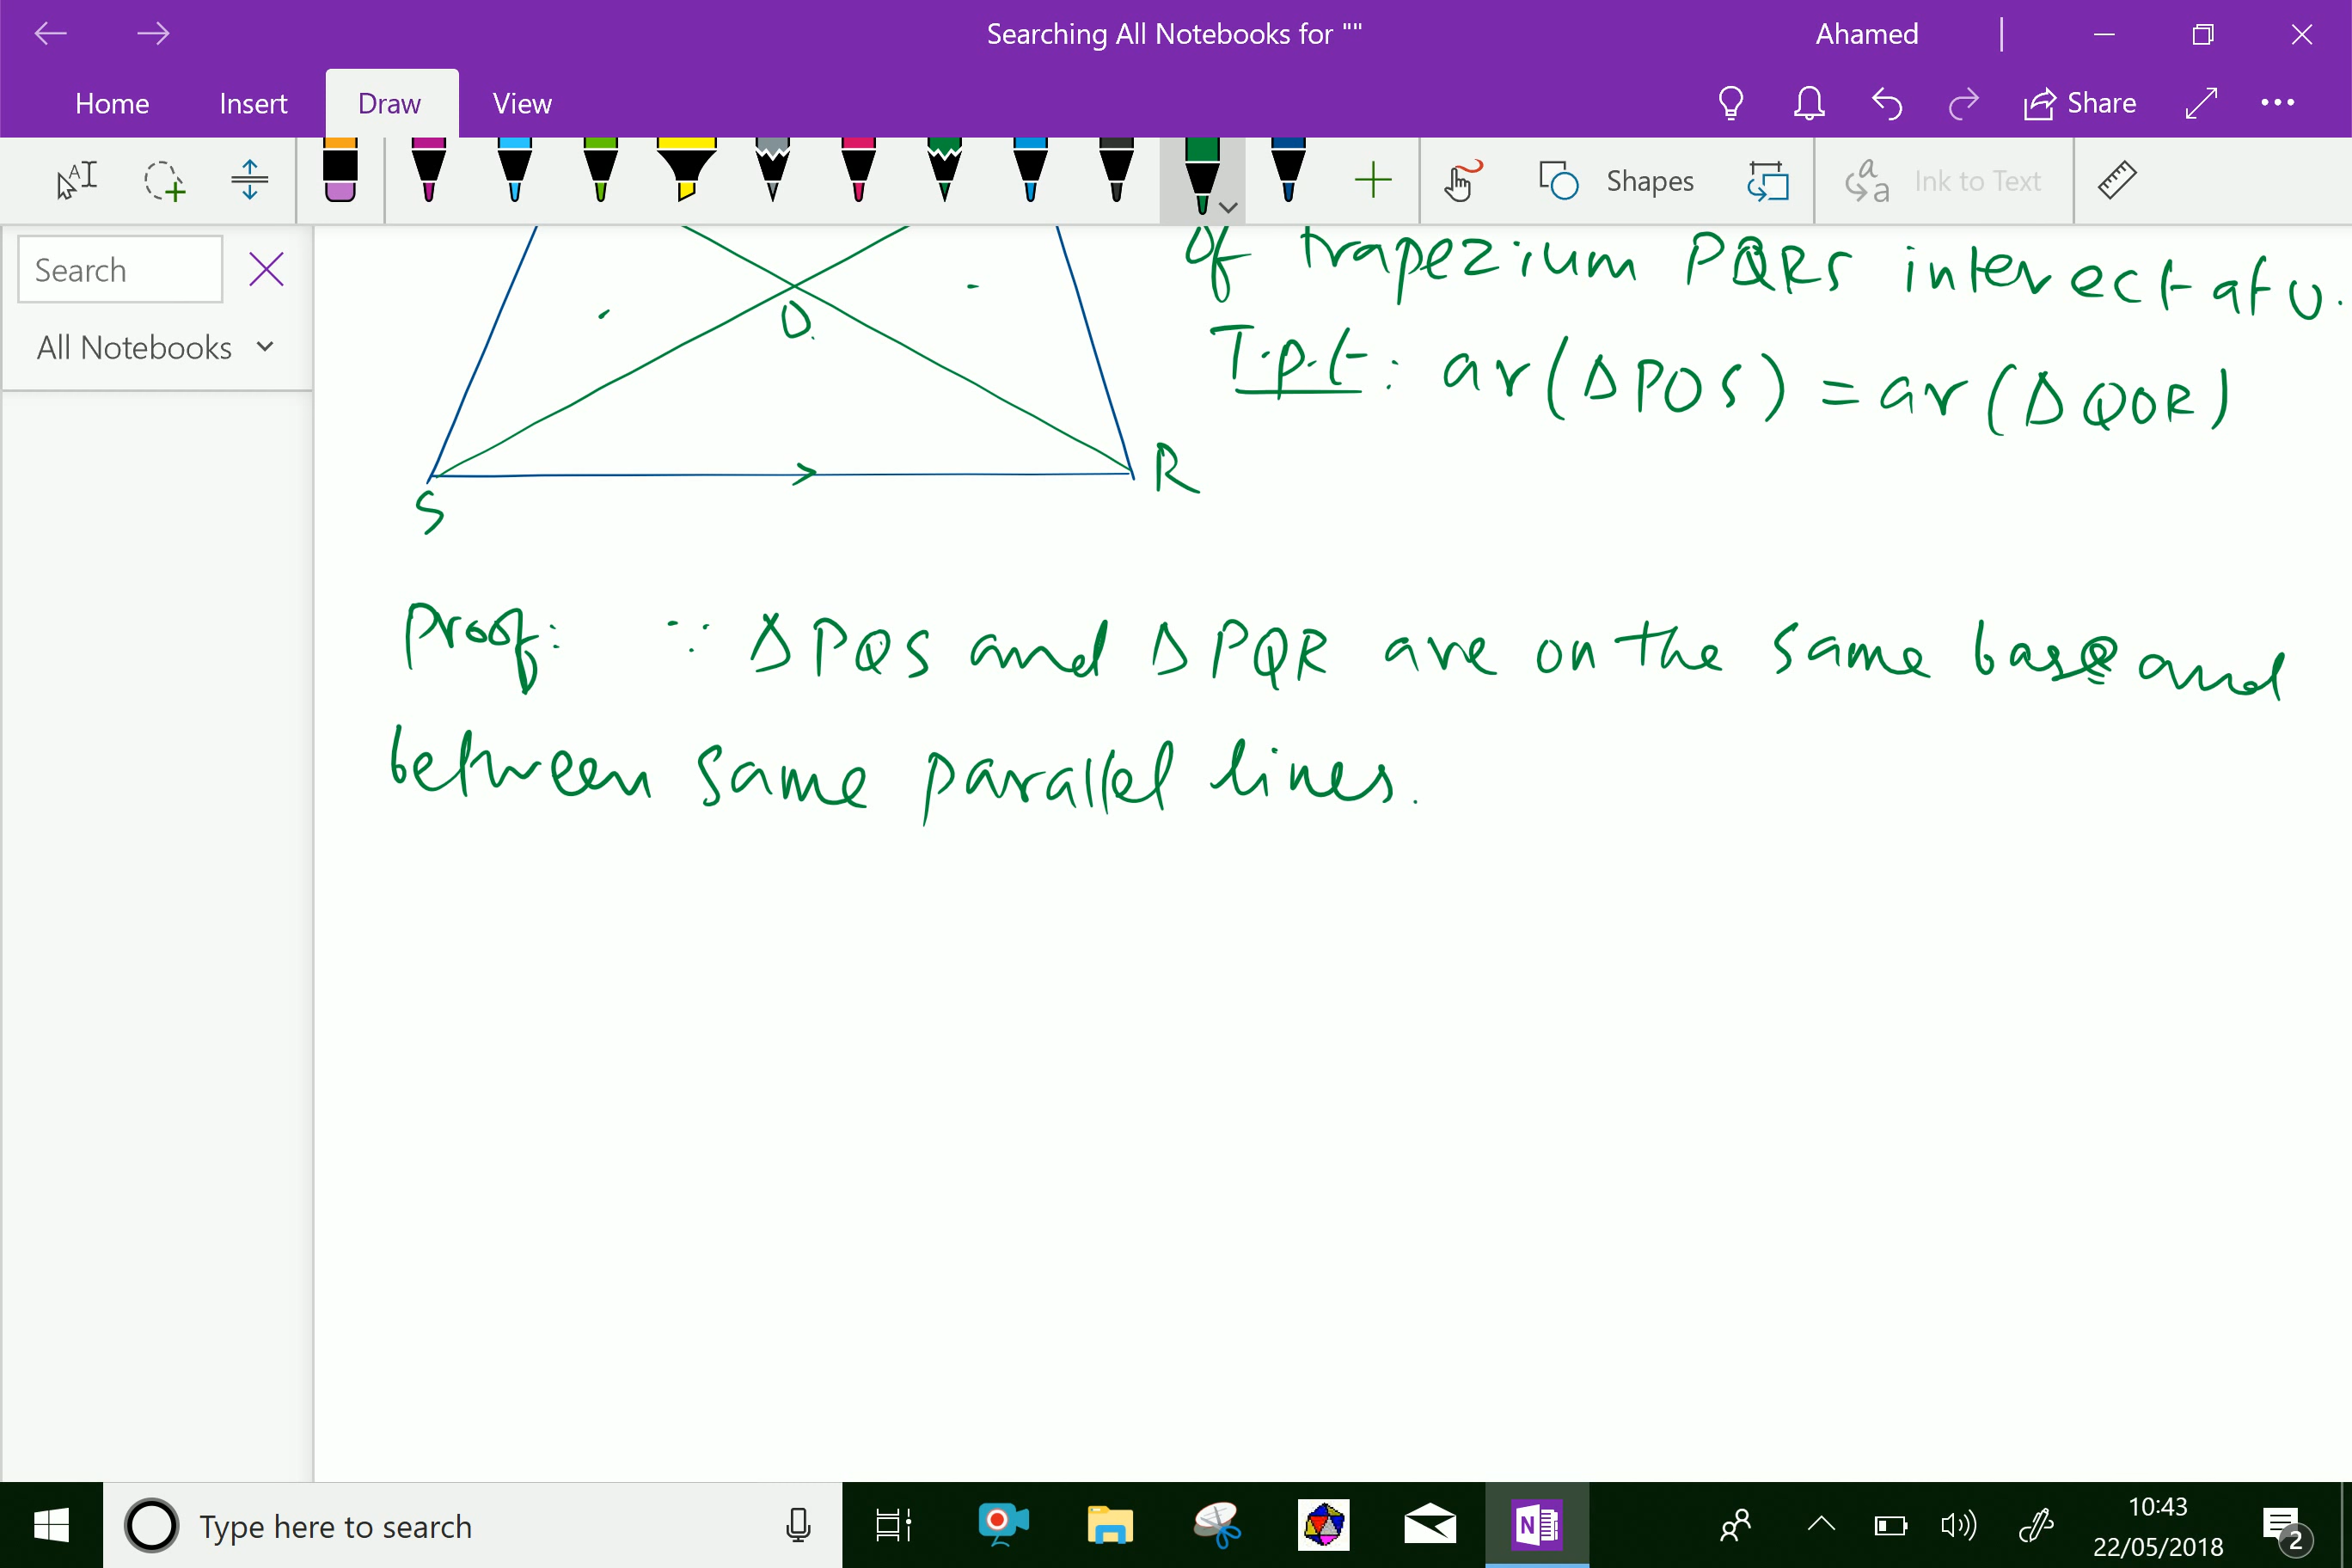 Searching All Notebooks for ""
Ahamed
Home Insert Draw View
Share
Shapes
Ink to Text
Search
All Notebooks
of trapezium PQRS interect at O.
T.p.t: ar(ΔPOS) = ar(ΔQOR)
O
S
R
Proof: ∵ ΔPQS and ΔPQR are on the same base and
between same parallel lines.
Type here to search
N
10:43
22/05/2018
2